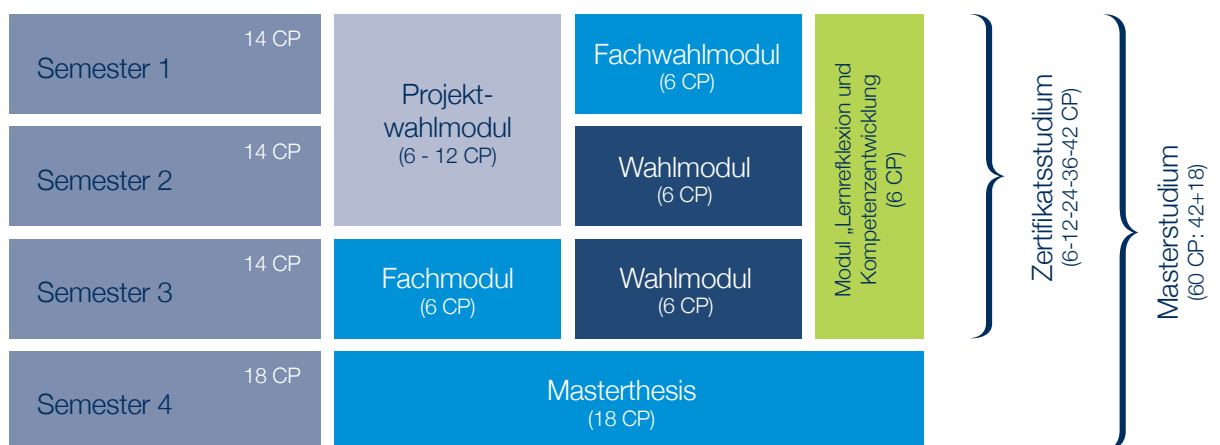 14 CP
Semester 1
Projekt-
wahlmodul
(6 - 12 CP)
Fachwahlmodul
(6 CP)
14 CP
Semester 2
Wahlmodul
(6 CP)
14 CP
Semester 3
Fachmodul
(6 CP)
Wahlmodul
(6 CP)
Modul „Lernrefklexion und
Kompetenzentwicklung
(6 CP)
18 CP
Semester 4
Masterthesis
(18 CP)
Zertifikatsstudium
(6-12-24-36-42 CP)
Masterstudium
(60 CP: 42+18)